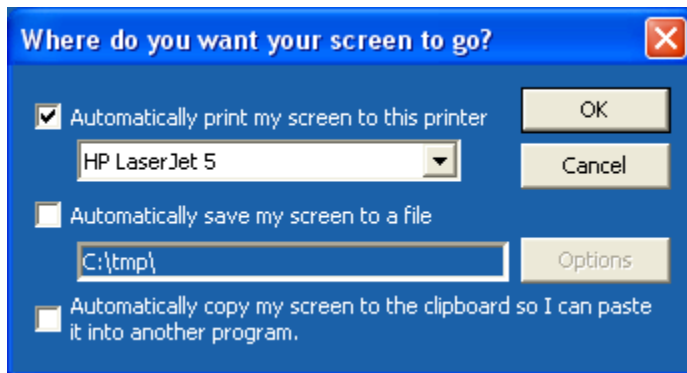 Where do you want your screen to go?
Automatically print my screen to this printer
OK
HP LaserJet 5
Cancel
Automatically save my screen to a file
C:\tmp\
Options
Automatically copy my screen to the clipboard so I can paste
it into another program.